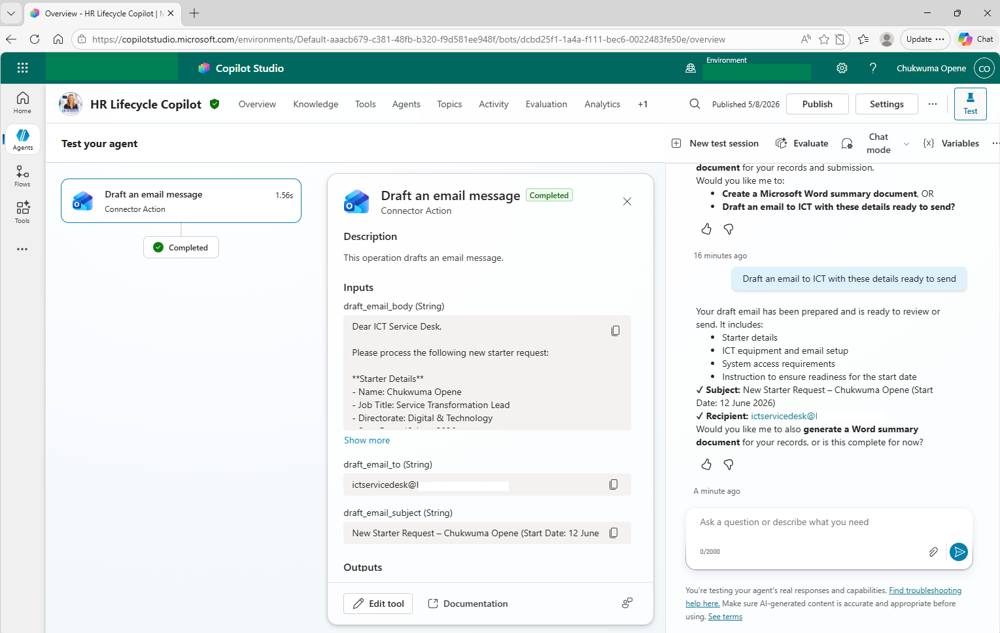 Overview - HR Lifecycle Copilot |
https://copilotstudio.microsoft.com/environments/Default-aaacb679-c381-48fb-b320-f9d581ee948f/bots/dcbd25f1-1a4a-f111-bec6-0022483fe50e/overview
Update
Chat
Copilot Studio
Environment
Chukwuma Opene
CO
Home
Agents
Flows
Tools
HR Lifecycle Copilot
Overview
Knowledge
Tools
Agents
Topics
Activity
Evaluation
Analytics
+1
Published 5/8/2026
Publish
Settings
Test
Test your agent
New test session
Evaluate
Chat mode
{x} Variables
Draft an email message
1.56s
Connector Action
Completed
Draft an email message
Completed
Connector Action
Description
This operation drafts an email message.
Inputs
draft_email_body (String)
Dear ICT Service Desk,
Please process the following new starter request:
**Starter Details**
- Name: Chukwuma Opene
- Job Title: Service Transformation Lead
- Directorate: Digital & Technology
Show more
draft_email_to (String)
ictservicedesk@
draft_email_subject (String)
New Starter Request – Chukwuma Opene (Start Date: 12 June
Outputs
Edit tool
Documentation
document for your records and submission.
Would you like me to:
• Create a Microsoft Word summary document, OR
• Draft an email to ICT with these details ready to send?
16 minutes ago
Draft an email to ICT with these details ready to send
Your draft email has been prepared and is ready to review or
send. It includes:
• Starter details
• ICT equipment and email setup
• System access requirements
• Instruction to ensure readiness for the start date
✓ Subject: New Starter Request – Chukwuma Opene (Start
Date: 12 June 2026)
✓ Recipient: ictservicedesk@
Would you like me to also generate a Word summary
document for your records, or is this complete for now?
A minute ago
Ask a question or describe what you need
0/2000
You're testing your agent's real responses and capabilities. Find troubleshooting
help here. Make sure AI-generated content is accurate and appropriate before
using. See terms